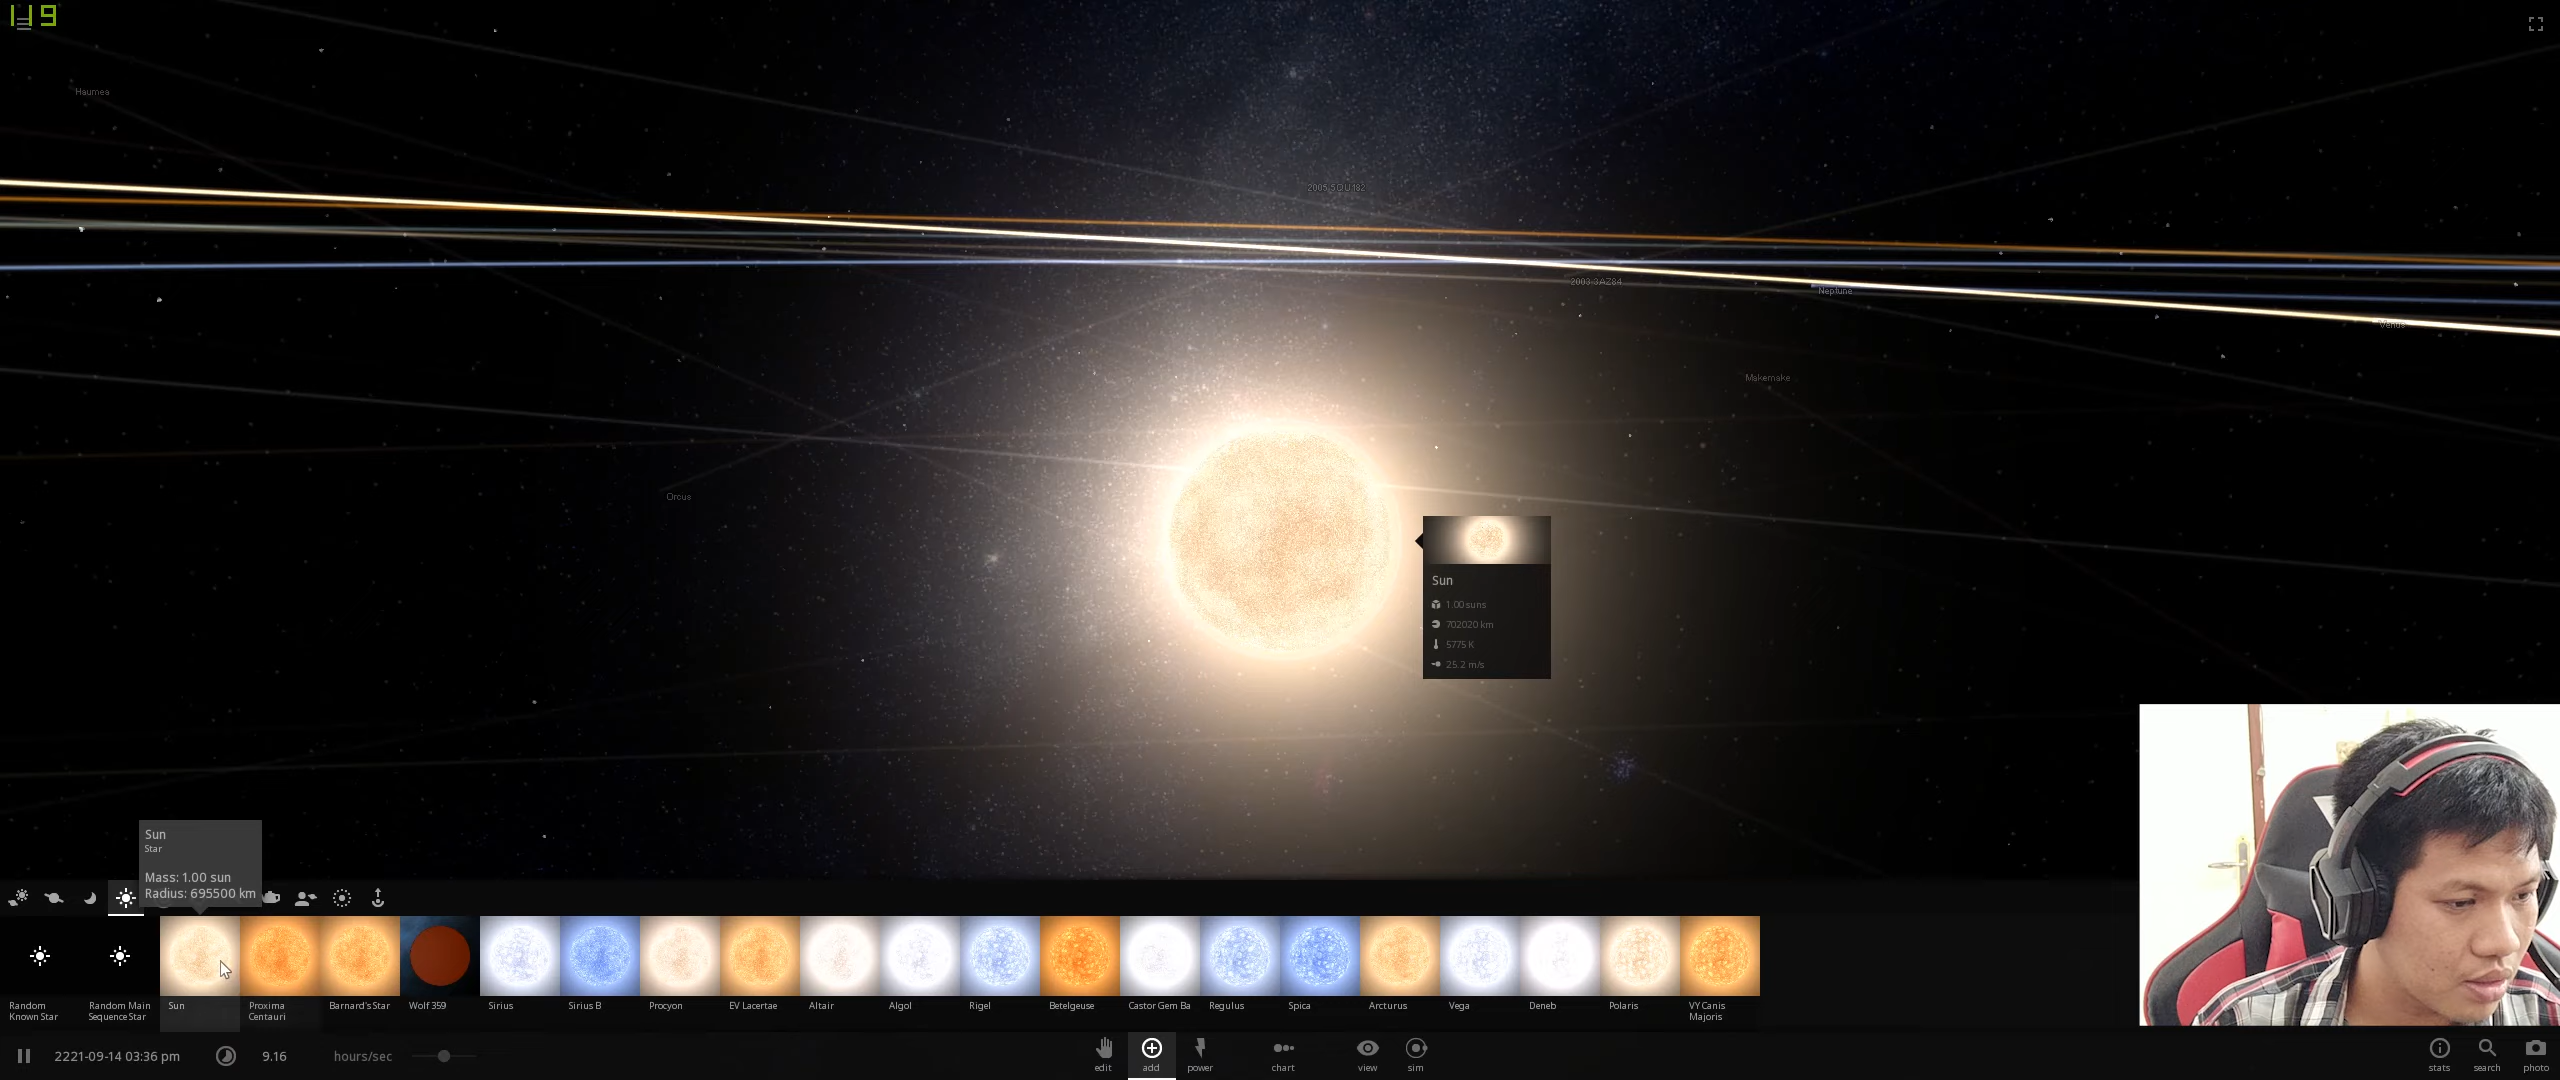 119
Haumea
2005 SQU182
2003 3AZ84
Neptune
Venus
Makemake
Orcus
Sun
1.00 suns
702020 km
5775 K
25.2 m/s
Sun
Star
Mass: 1.00 sun
Radius: 695500 km
Random
Known Star
Random Main
Sequence Star
Sun
Proxima
Centauri
Barnard's Star
Wolf 359
Sirius
Sirius B
Procyon
EV Lacertae
Altair
Algol
Rigel
Betelgeuse
Castor Gem Ba
Regulus
Spica
Arcturus
Vega
Deneb
Polaris
VY Canis
Majoris
2221-09-14 03:36 pm
9.16
hours/sec
edit
add
power
chart
view
sim
stats
search
photo